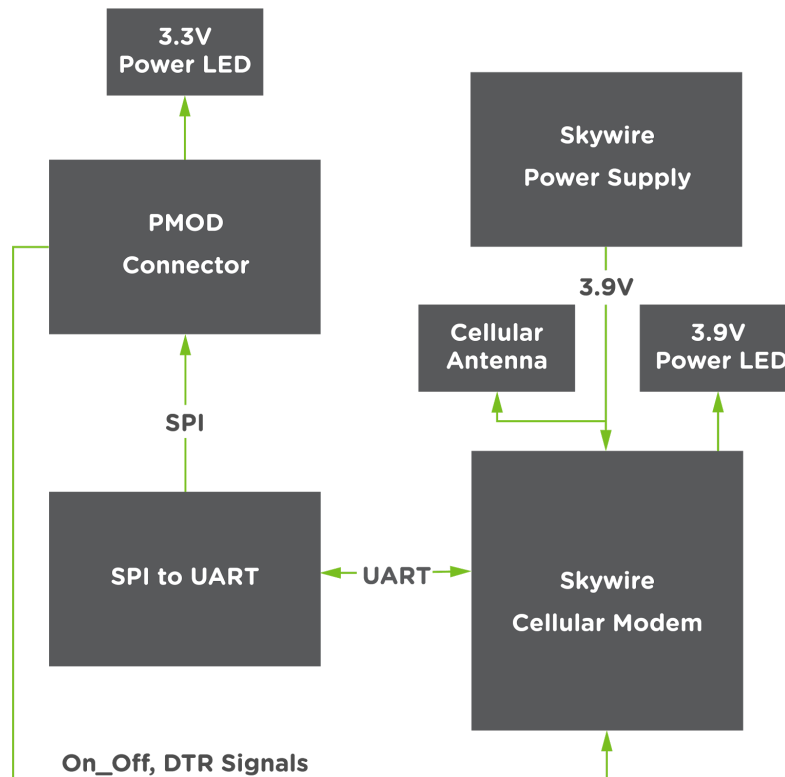 3.3V
Power LED
Skywire
Power Supply
PMOD
Connector
3.9V
Cellular
Antenna
3.9V
Power LED
SPI
SPI to UART
UART
Skywire
Cellular Modem
On_Off, DTR Signals